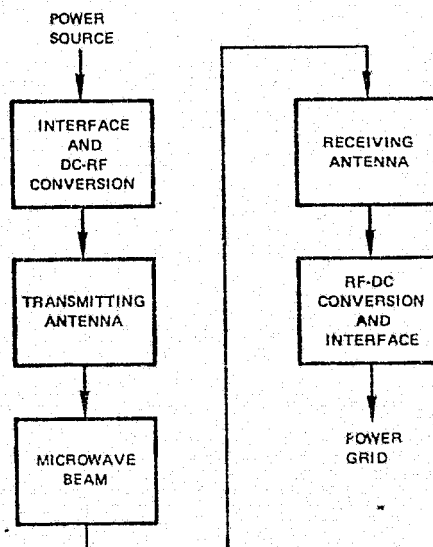 POWER
SOURCE
INTERFACE
AND
DC-RF
CONVERSION
TRANSMITTING
ANTENNA
MICROWAVE
BEAM
RECEIVING
ANTENNA
RF-DC
CONVERSION
AND
INTERFACE
POWER
GRID